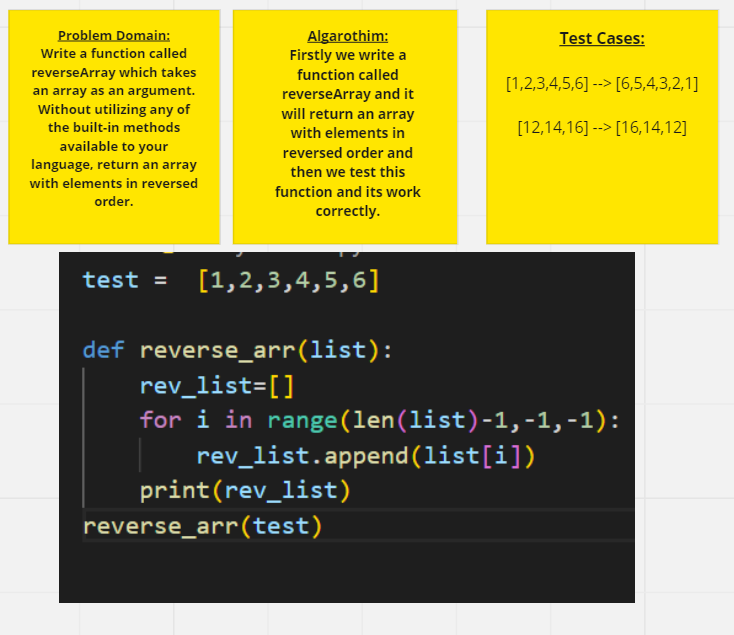 Problem Domain:
Write a function called
reverseArray which takes
an array as an argument.
Without utilizing any of
the built-in methods
available to your
language, return an array
with elements in reversed
order.
Algarothim:
Firstly we write a
function called
reverseArray and it
will return an array
with elements in
reversed order and
then we test this
function and its work
correctly.
Test Cases:
[1,2,3,4,5,6] --> [6,5,4,3,2,1]
[12,14,16] --> [16,14,12]
test =  [1,2,3,4,5,6]
def reverse_arr(list):
    rev_list=[]
    for i in range(len(list)-1,-1,-1):
        rev_list.append(list[i])
    print(rev_list)
reverse_arr(test)